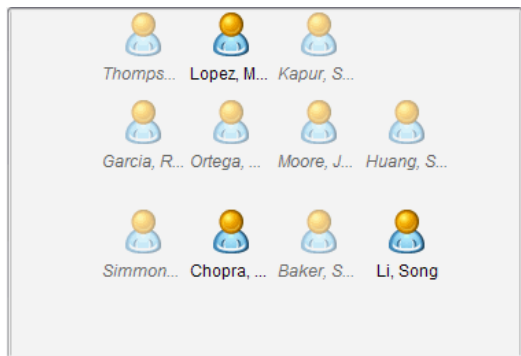 Thomps... Lopez, M... Kapur, S...
Garcia, R... Ortega, ... Moore, J... Huang, S...
Simmon... Chopra, ... Baker, S... Li, Song